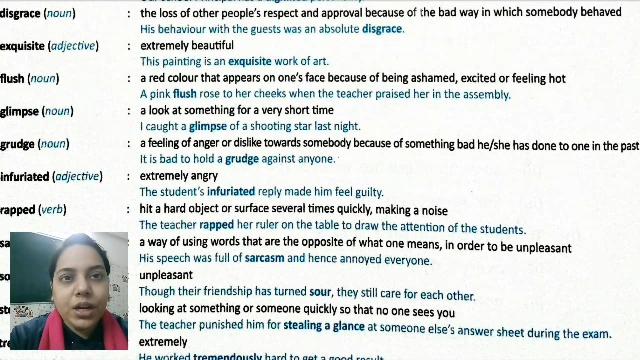 disgrace (noun) : the loss of other people's respect and approval because of the bad way in which somebody behaved
His behaviour with the guests was an absolute disgrace.
exquisite (adjective) : extremely beautiful
This painting is an exquisite work of art.
flush (noun) : a red colour that appears on one's face because of being ashamed, excited or feeling hot
A pink flush rose to her cheeks when the teacher praised her in the assembly.
glimpse (noun) : a look at something for a very short time
I caught a glimpse of a shooting star last night.
grudge (noun) : a feeling of anger or dislike towards somebody because of something bad he/she has done to one in the past
It is bad to hold a grudge against anyone.
infuriated (adjective) : extremely angry
The student's infuriated reply made him feel guilty.
rapped (verb) : hit a hard object or surface several times quickly, making a noise
The teacher rapped her ruler on the table to draw the attention of the students.
: a way of using words that are the opposite of what one means, in order to be unpleasant
His speech was full of sarcasm and hence annoyed everyone.
unpleasant
Though their friendship has turned sour, they still care for each other.
looking at something or someone quickly so that no one sees you
The teacher punished him for stealing a glance at someone else's answer sheet during the exam.
extremely
He worked tremendously hard to get a good result.